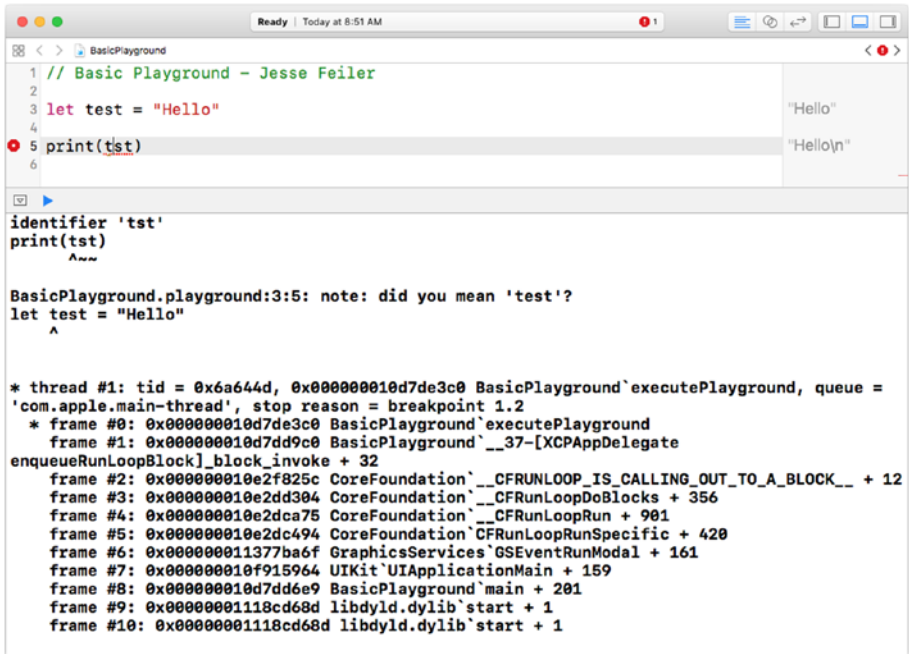 Ready | Today at 8:51 AM 1
BasicPlayground
1 // Basic Playground – Jesse Feiler
2
3 let test = "Hello" "Hello"
4
5 print(tst) "Hello\n"
6
identifier 'tst'
print(tst)
^~~
BasicPlayground.playground:3:5: note: did you mean 'test'?
let test = "Hello"
^
* thread #1: tid = 0x6a644d, 0x000000010d7de3c0 BasicPlayground`executePlayground, queue =
'com.apple.main-thread', stop reason = breakpoint 1.2
* frame #0: 0x000000010d7de3c0 BasicPlayground`executePlayground
frame #1: 0x000000010d7dd9c0 BasicPlayground`__37-[XCPAppDelegate
enqueueRunLoopBlock]_block_invoke + 32
frame #2: 0x000000010e2f825c CoreFoundation`__CFRUNLOOP_IS_CALLING_OUT_TO_A_BLOCK__ + 12
frame #3: 0x000000010e2dd304 CoreFoundation`__CFRunLoopDoBlocks + 356
frame #4: 0x000000010e2dca75 CoreFoundation`__CFRunLoopRun + 901
frame #5: 0x000000010e2dc494 CoreFoundation`CFRunLoopRunSpecific + 420
frame #6: 0x000000011377ba6f GraphicsServices`GSEventRunModal + 161
frame #7: 0x000000010f915964 UIKit`UIApplicationMain + 159
frame #8: 0x000000010d7dd6e9 BasicPlayground`main + 201
frame #9: 0x00000001118cd68d libdyld.dylib`start + 1
frame #10: 0x00000001118cd68d libdyld.dylib`start + 1